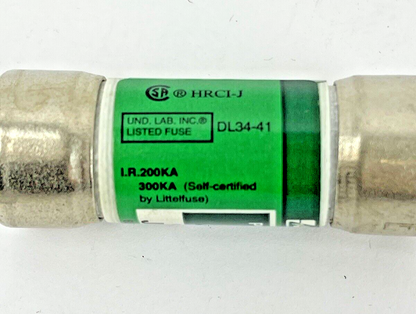 SA ® HRCI-J
UND. LAB. INC.®
LISTED FUSE
DL34-41
I.R.200KA
300KA (Self-certified
by Littelfuse)